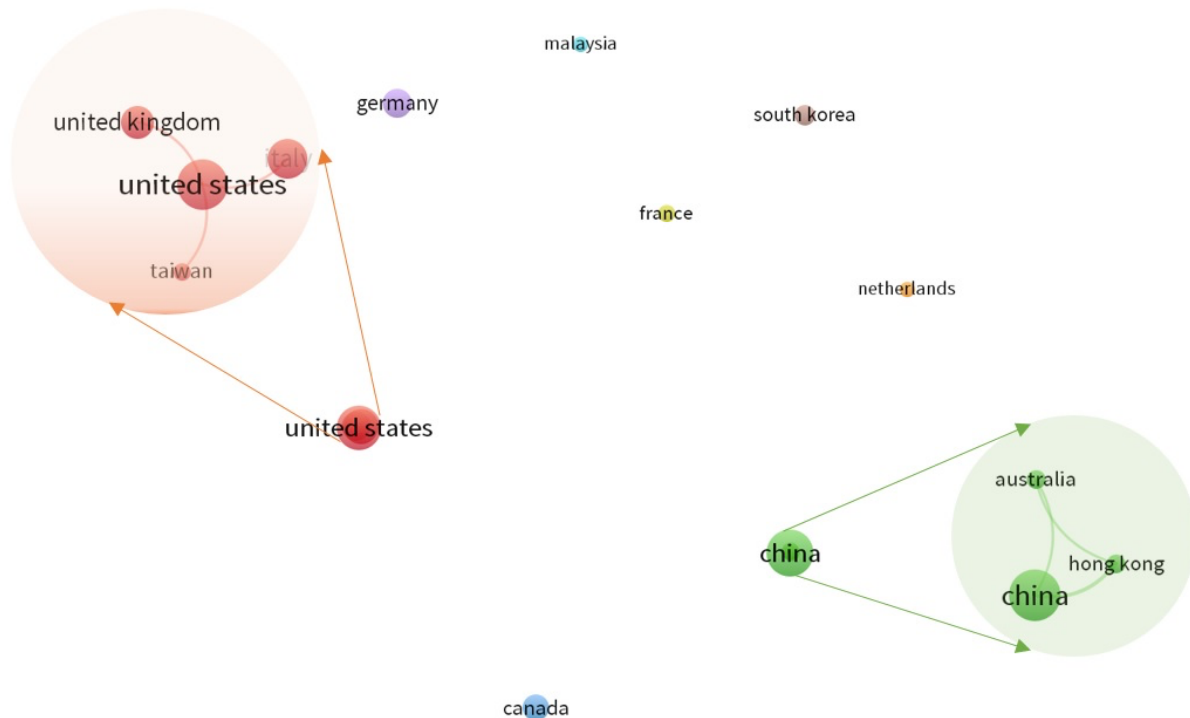 malaysia
germany
south korea
united kingdom
italy
united states
france
taiwan
netherlands
united states
australia
china
hong kong
china
canada